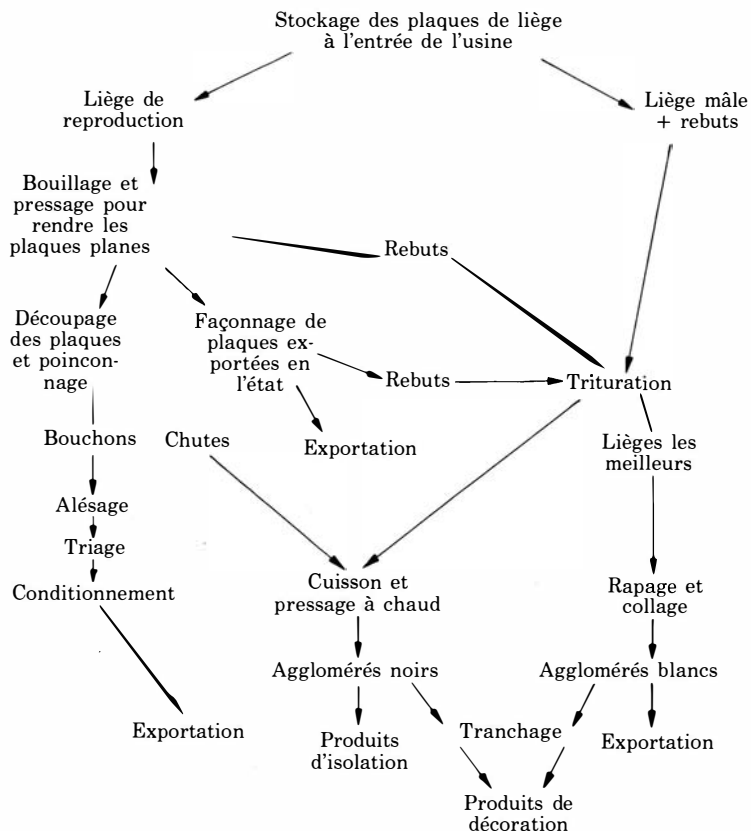 Stockage des plaques de liège
à l'entrée de l'usine
Liège de
reproduction
Liège mâle
+ rebuts
Bouillage et
pressage pour
rendre les
plaques planes
Rebuts
Découpage
des plaques
et poincon-
nage
Façonnage de
plaques ex-
portées en
l'état
Rebuts
Trituration
Bouchons
Chutes
Exportation
Lièges les
meilleurs
Alésage
Triage
Conditionnement
Cuisson et
pressage à chaud
Rapage et
collage
Agglomérés noirs
Agglomérés blancs
Exportation
Produits
d'isolation
Tranchage
Exportation
Produits de
décoration